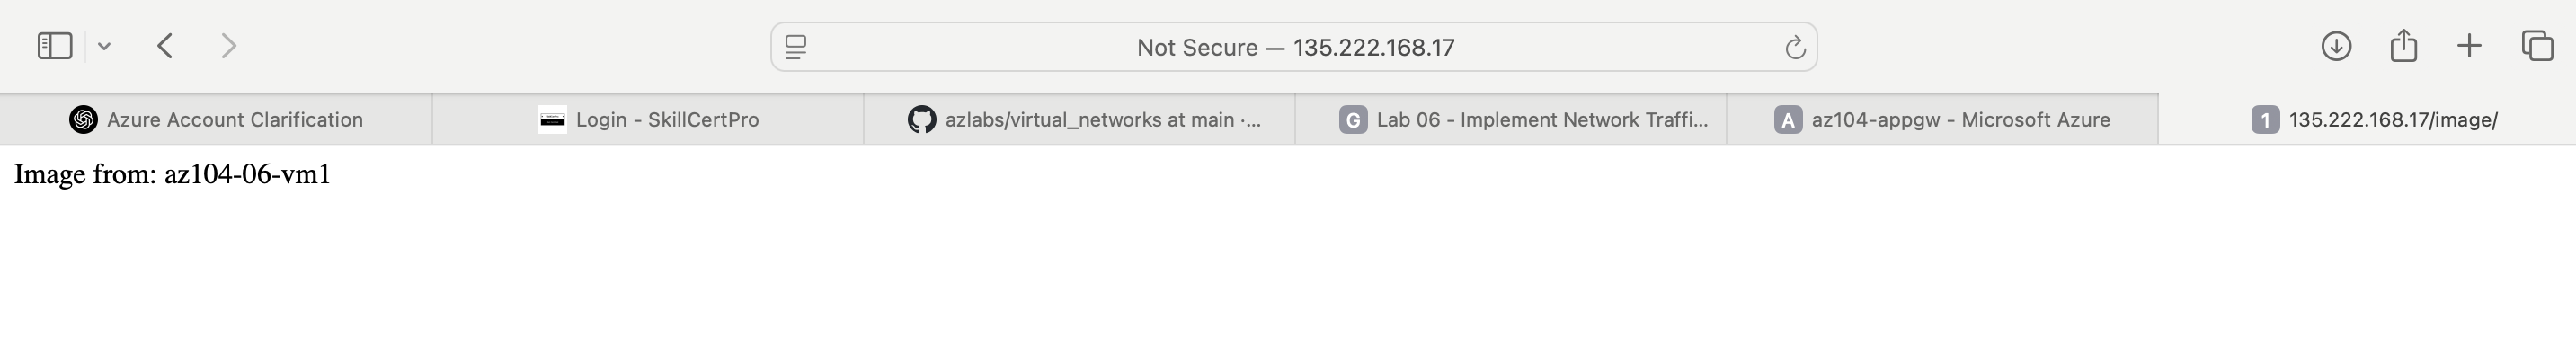 Not Secure — 135.222.168.17
Azure Account Clarification
Login - SkillCertPro
azlabs/virtual_networks at main ·...
G Lab 06 - Implement Network Traffi...
A az104-appgw - Microsoft Azure
1 135.222.168.17/image/
Image from: az104-06-vm1